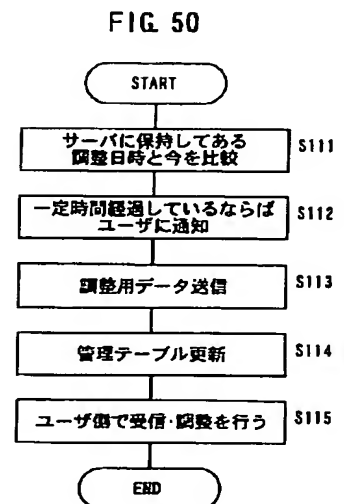 FIG. 50
START
サーバに保持してある
調整日時と今を比較
S111
一定時間経過しているならば
ユーザに通知
S112
調整用データ送信
S113
管理テーブル更新
S114
ユーザ側で受信・調整を行う
S115
END